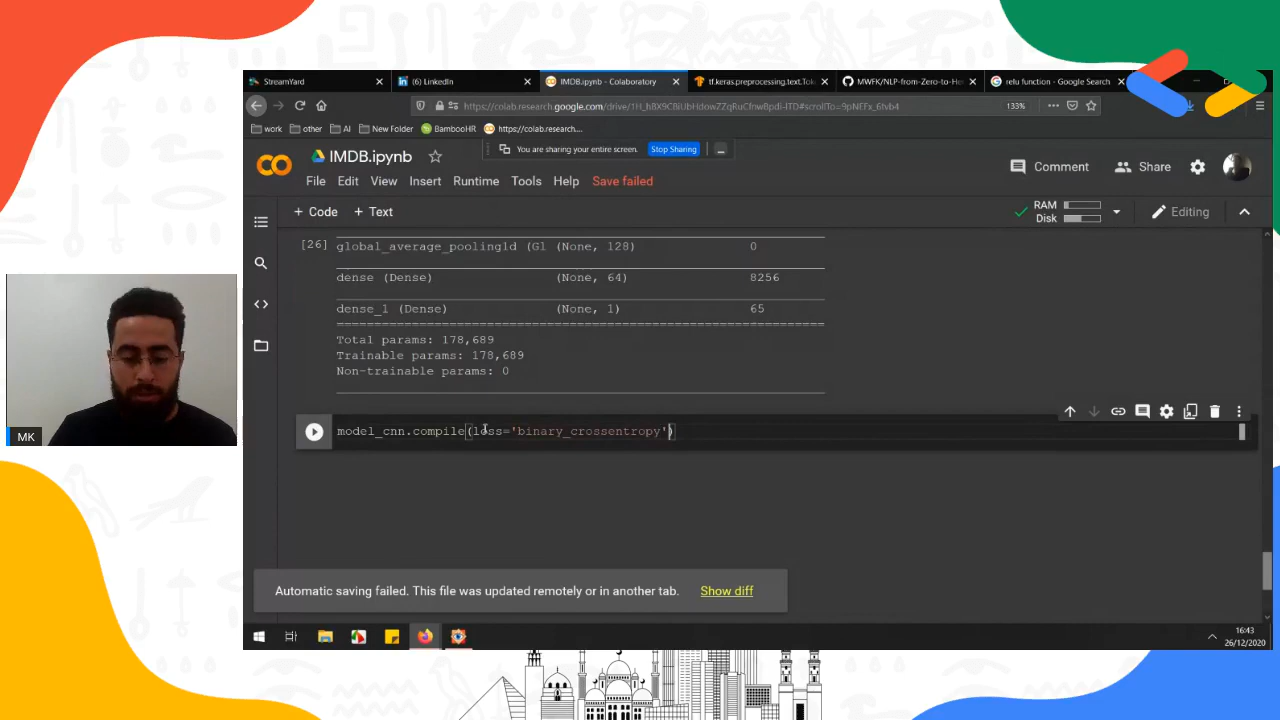 StreamYard
(6) LinkedIn
IMDB.ipynb - Colaboratory
tf.keras.preprocessing.text.Tok
MWFK/NLP-from-Zero-to-He
relu function - Google Search
133%
work
other
AI
New Folder
BambooHR
https://colab.research....
You are sharing your entire screen.
Stop Sharing
IMDB.ipynb
Comment
Share
File
Edit
View
Insert
Runtime
Tools
Help
Save failed
+ Code
+ Text
RAM
Disk
Editing
[26]
global_average_pooling1d (Gl (None, 128) 0
dense (Dense) (None, 64) 8256
dense_1 (Dense) (None, 1) 65
Total params: 178,689
Trainable params: 178,689
Non-trainable params: 0
model_cnn.compile(loss='binary_crossentropy')
MK
Automatic saving failed. This file was updated remotely or in another tab.
Show diff
16:43
26/12/2020